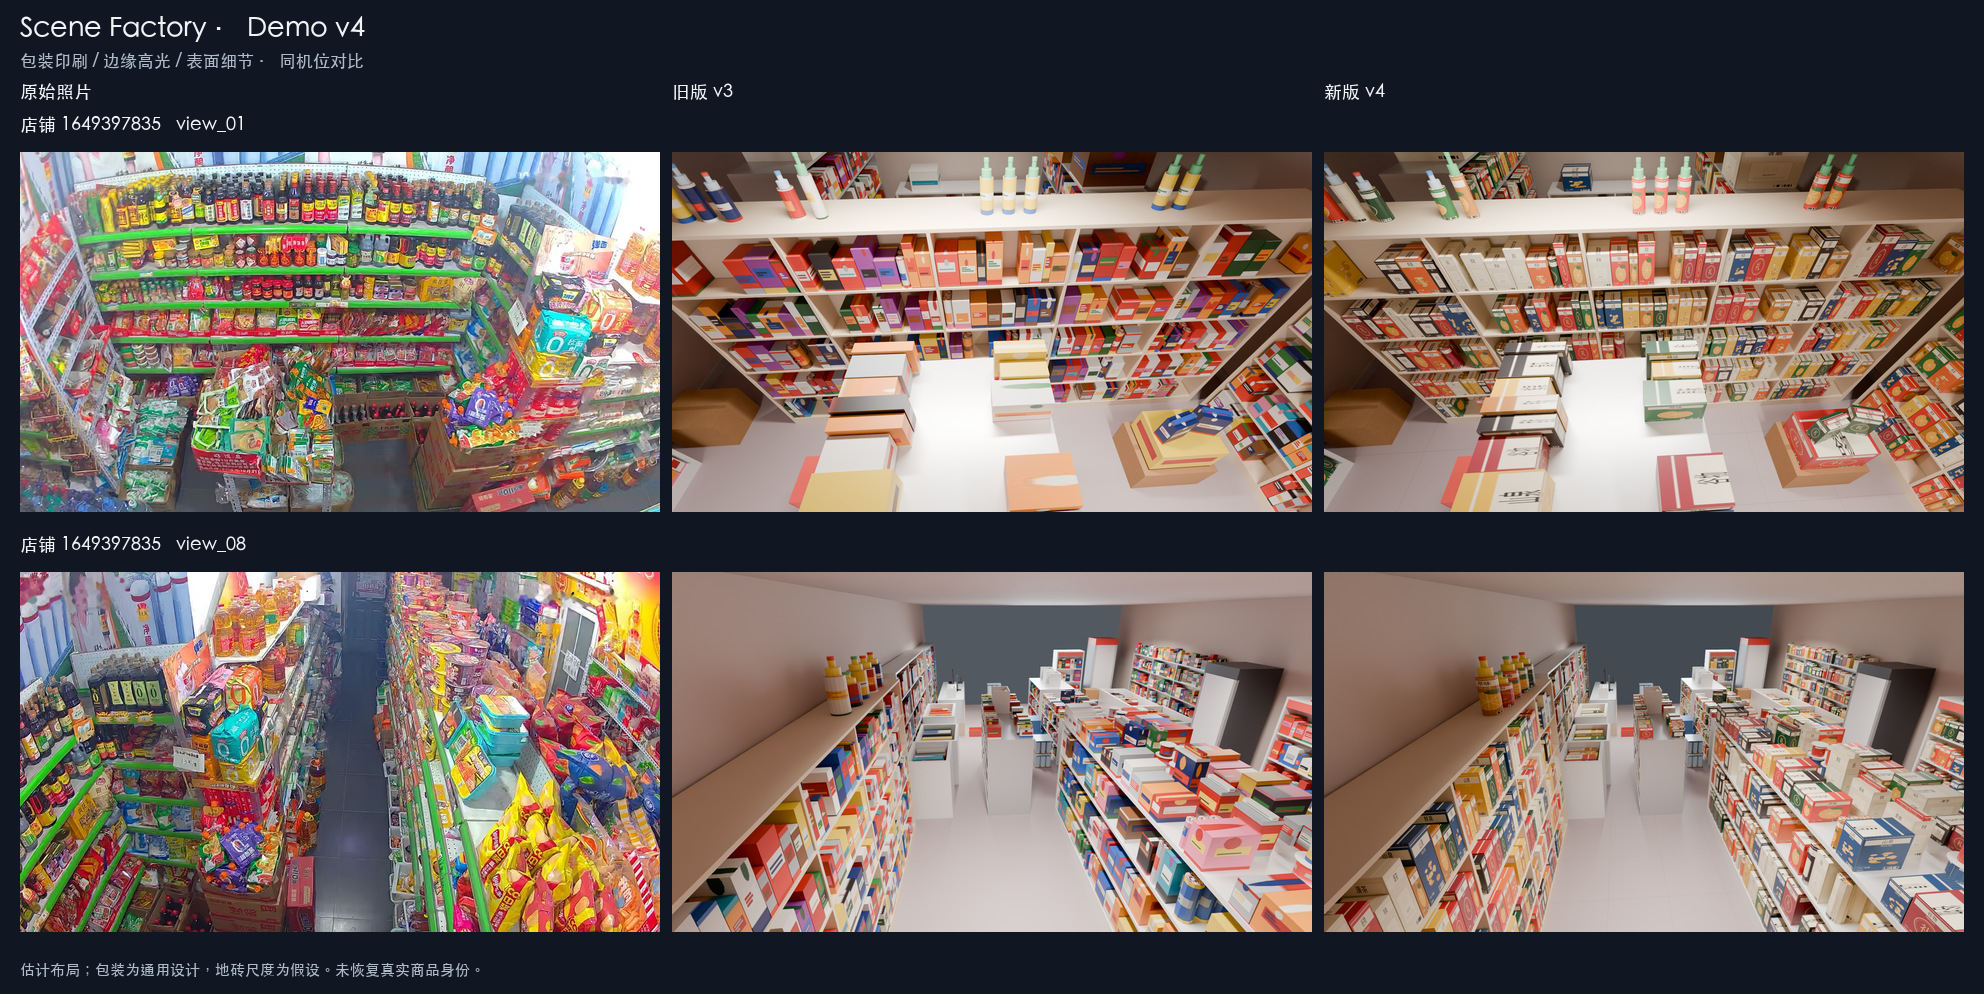 Scene Factory · Demo v4
包装印刷 / 边缘高光 / 表面细节 · 同机位对比
原始照片
旧版 v3
新版 v4
店铺 1649397835 view_01
店铺 1649397835 view_08
估计布局；包装为通用设计，地砖尺度为假设。未恢复真实商品身份。